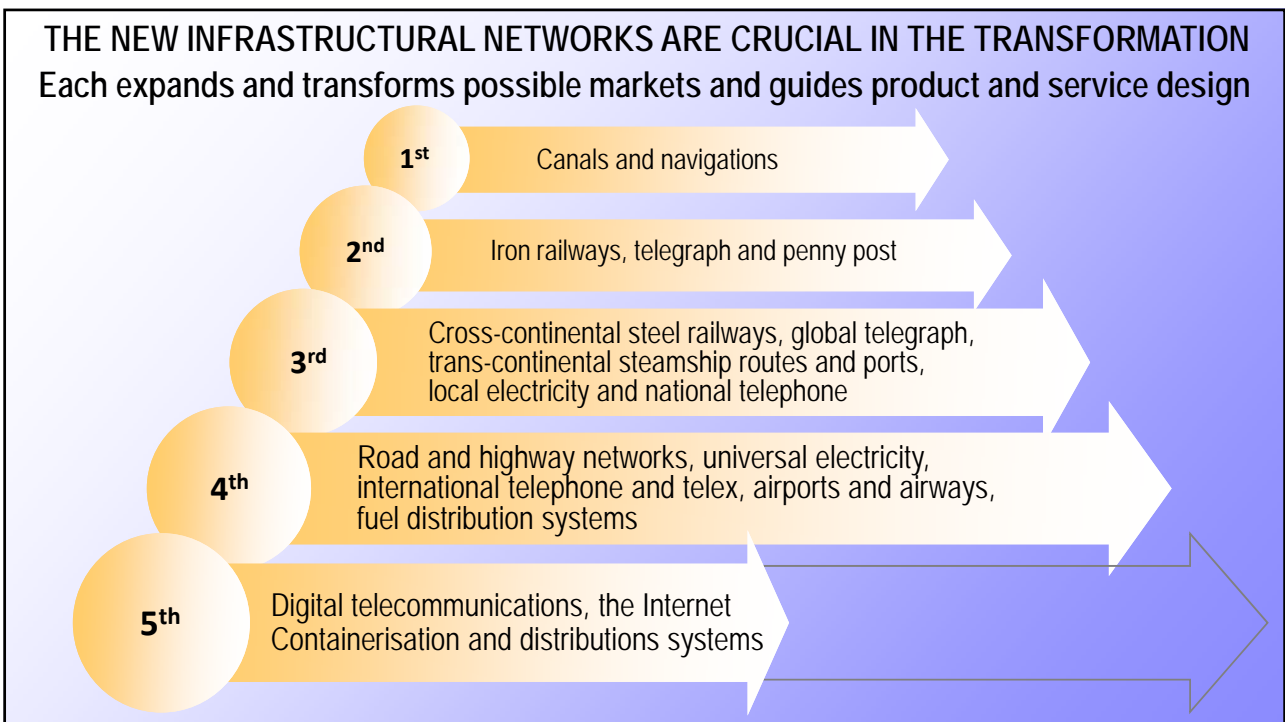 THE NEW INFRASTRUCTURAL NETWORKS ARE CRUCIAL IN THE TRANSFORMATION
Each expands and transforms possible markets and guides product and service design
1st
Canals and navigations
2nd
Iron railways, telegraph and penny post
3rd
Cross-continental steel railways, global telegraph,
trans-continental steamship routes and ports,
local electricity and national telephone
4th
Road and highway networks, universal electricity,
international telephone and telex, airports and airways,
fuel distribution systems
5th
Digital telecommunications, the Internet
Containerisation and distributions systems